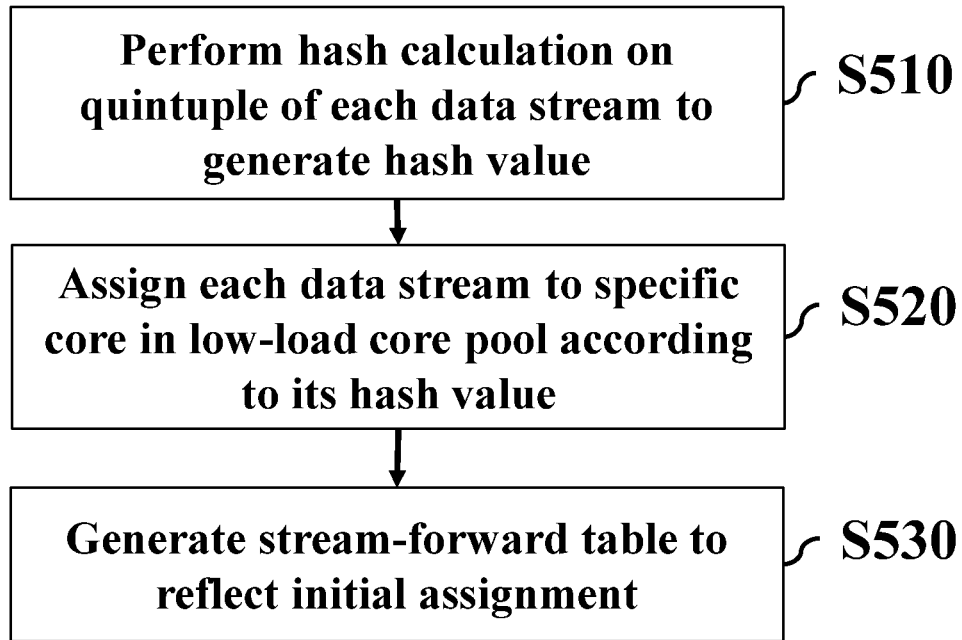 Perform hash calculation on
quintuple of each data stream to
generate hash value
S510
Assign each data stream to specific
core in low-load core pool according
to its hash value
S520
Generate stream-forward table to
reflect initial assignment
S530